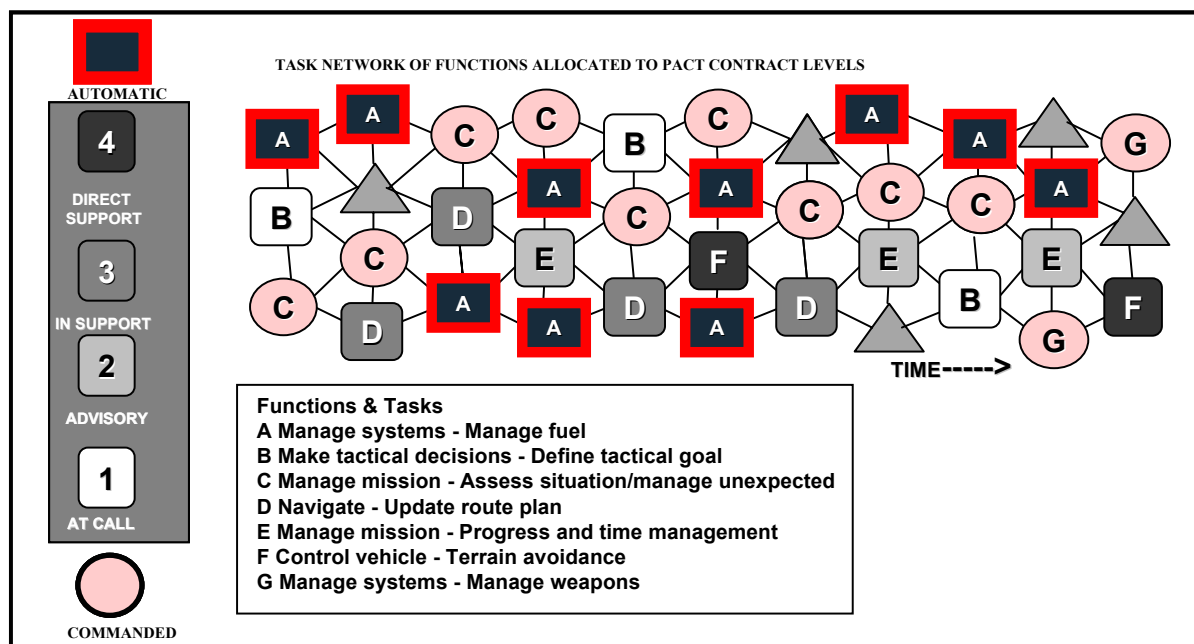 TASK NETWORK OF FUNCTIONS ALLOCATED TO PACT CONTRACT LEVELS
AUTOMATIC
4
DIRECT
SUPPORT
3
IN SUPPORT
2
ADVISORY
1
AT CALL
COMMANDED
A A C C B C A A G
B D A C A C C C A
C C E F E B E F
D A A D A D G
TIME----->
Functions & Tasks
A Manage systems - Manage fuel
B Make tactical decisions - Define tactical goal
C Manage mission - Assess situation/manage unexpected
D Navigate - Update route plan
E Manage mission - Progress and time management
F Control vehicle - Terrain avoidance
G Manage systems - Manage weapons